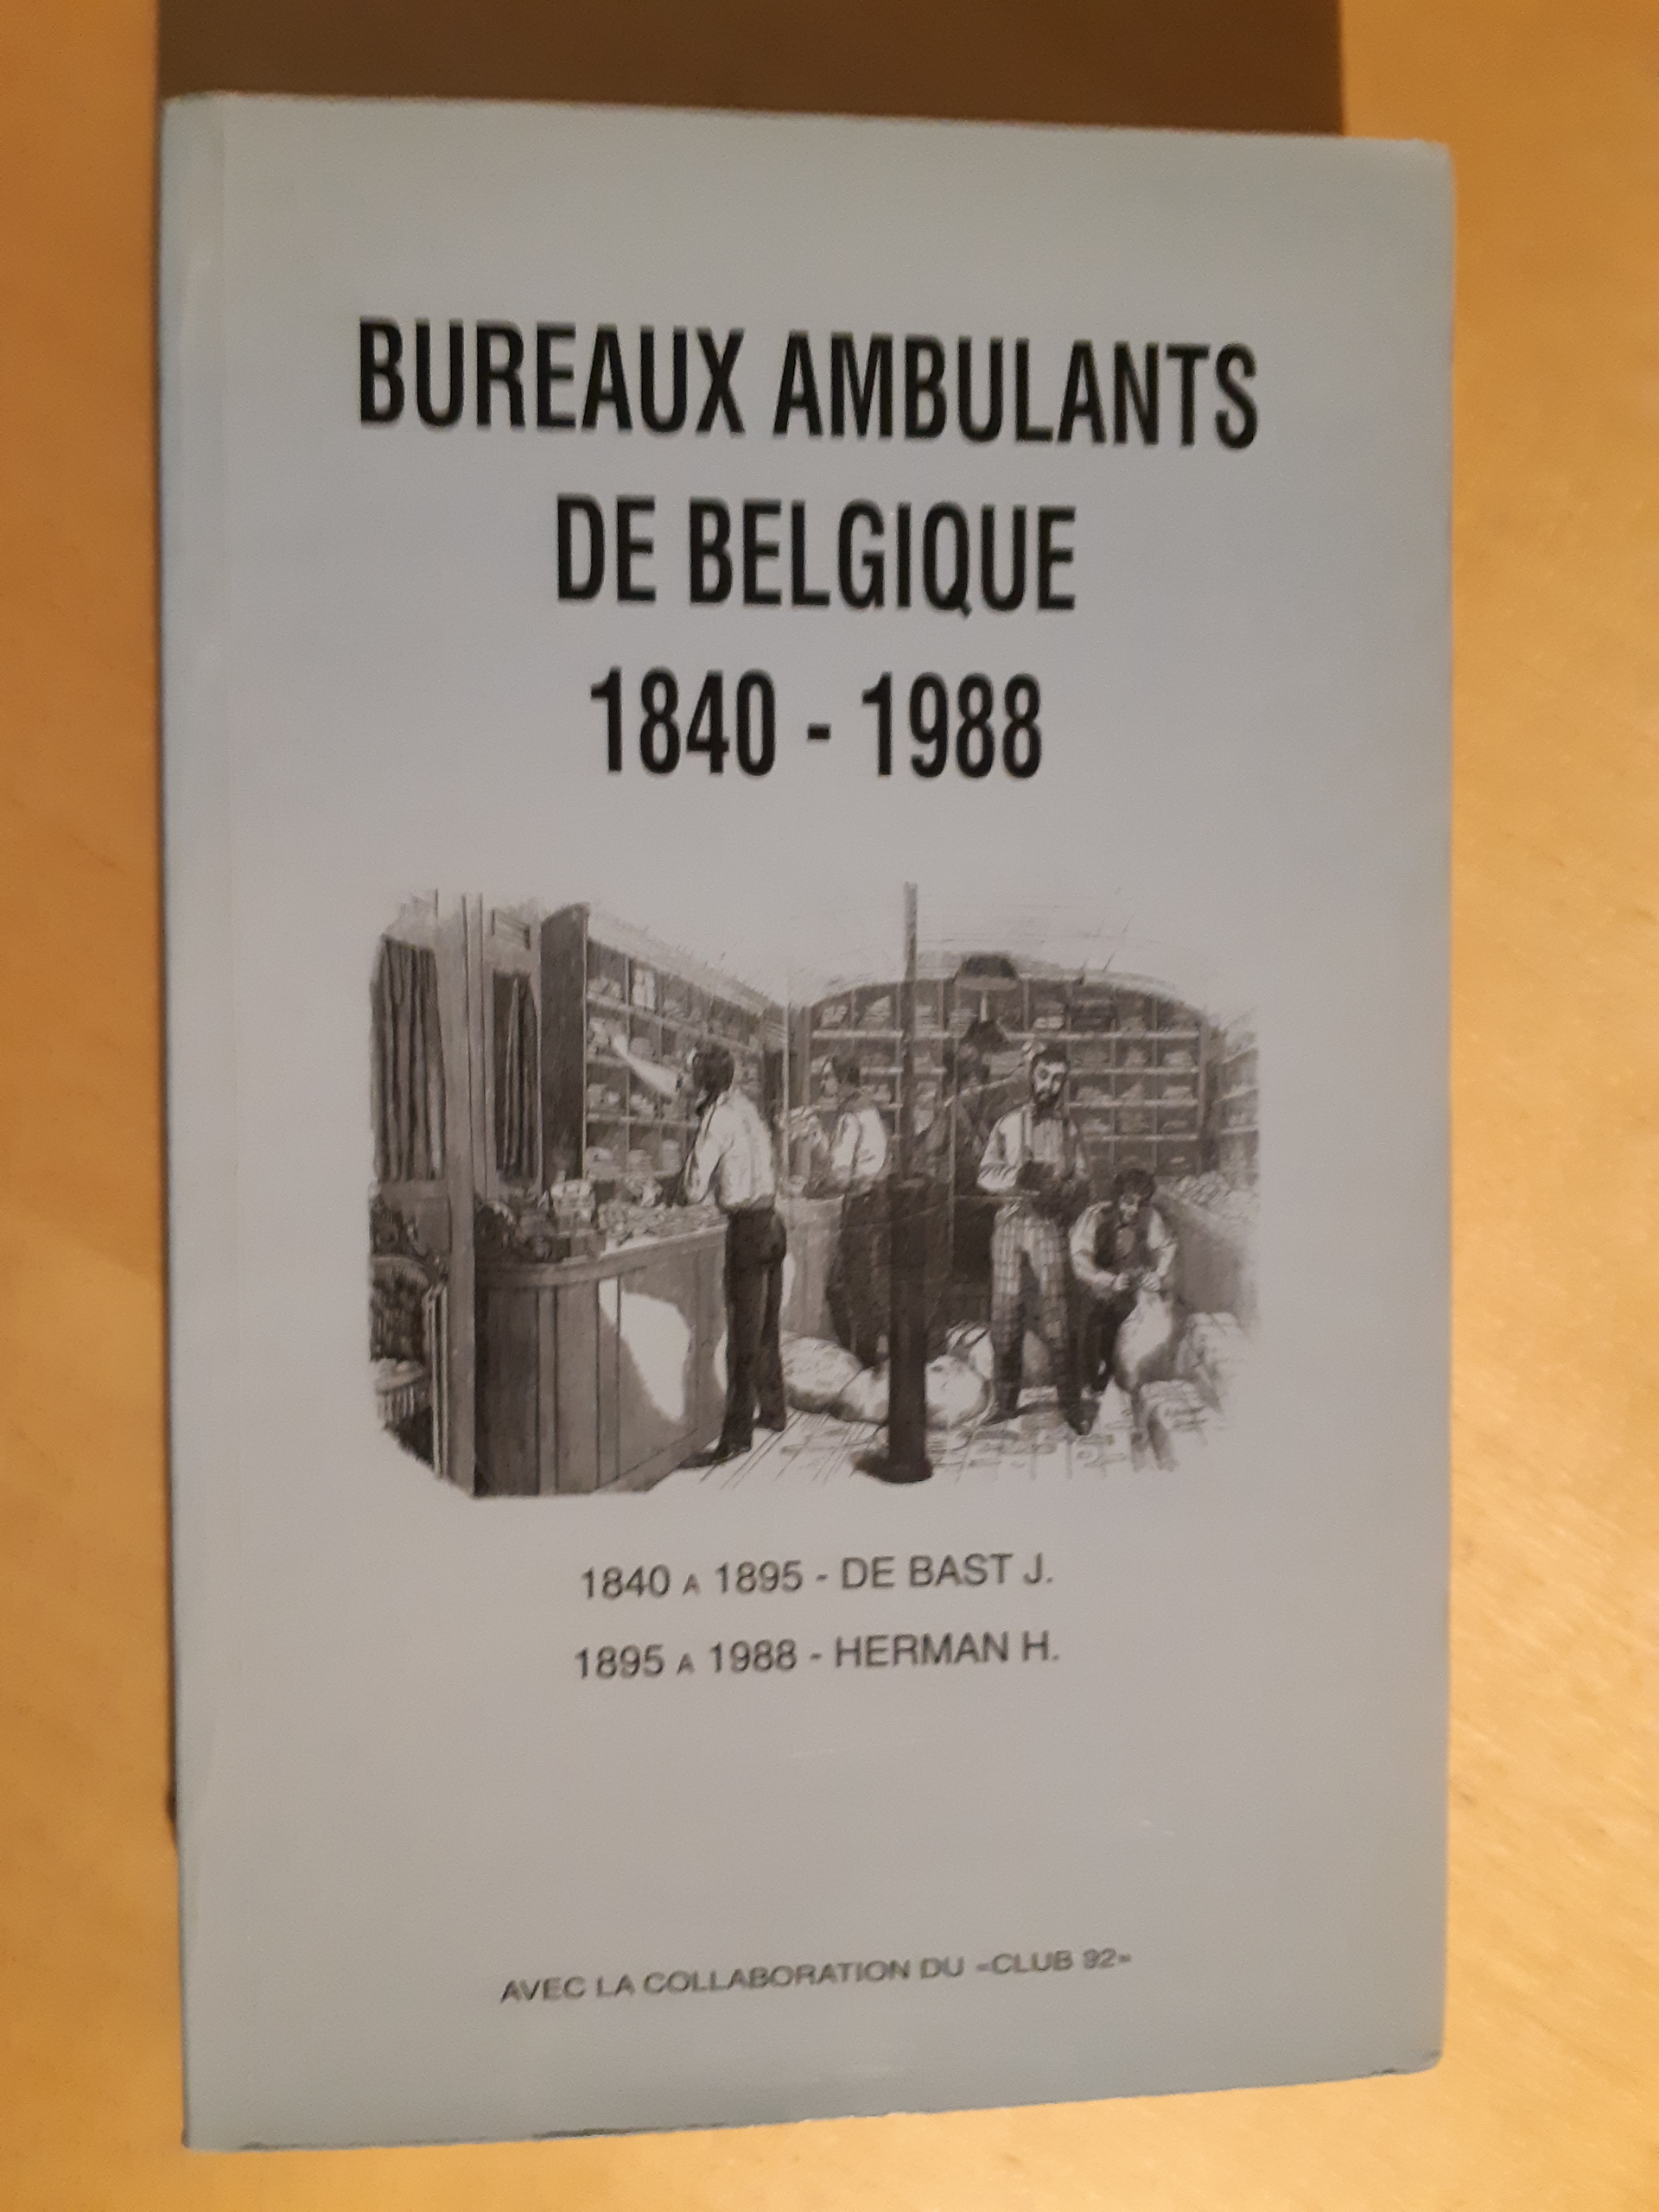 BUREAUX AMBULANTS
DE BELGIQUE
1840 - 1988
1840 A 1895 - DE BAST J.
1895 A 1988 - HERMAN H.
AVEC LA COLLABORATION DU «CLUB 92»